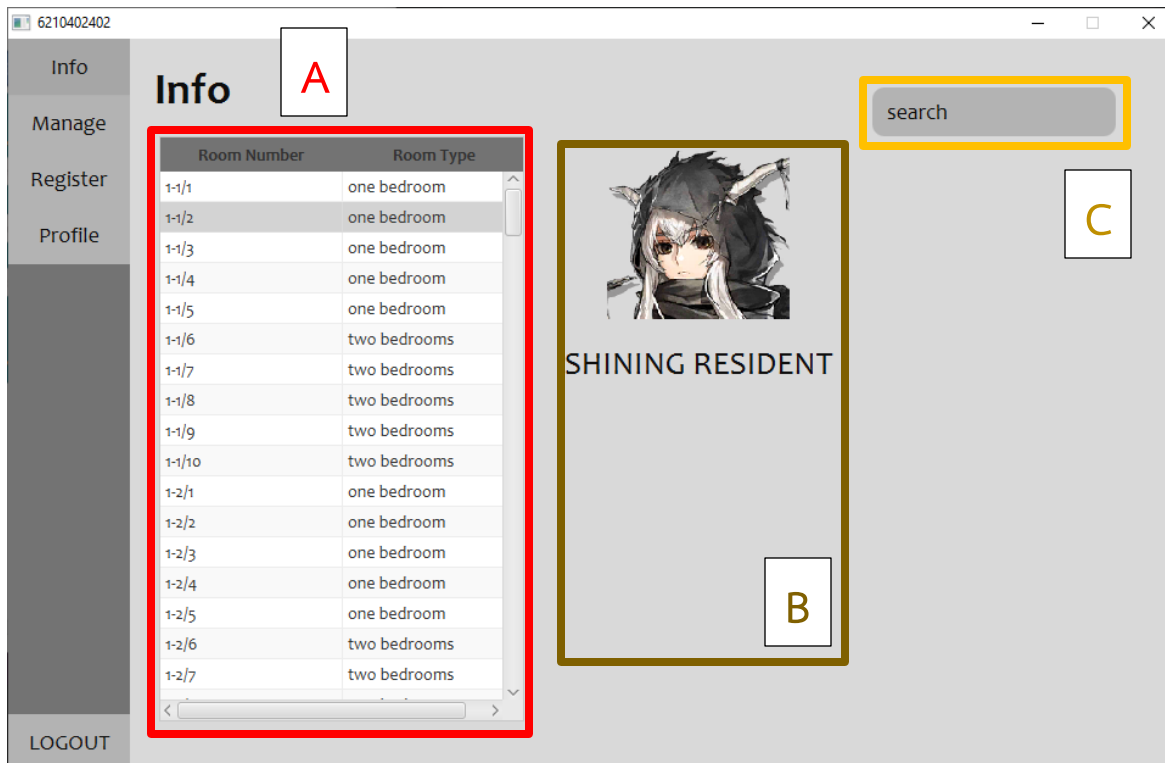 6210402402
Info
Manage
Register
Profile
LOGOUT
Info
A
Room Number Room Type
1-1/1 one bedroom
1-1/2 one bedroom
1-1/3 one bedroom
1-1/4 one bedroom
1-1/5 one bedroom
1-1/6 two bedrooms
1-1/7 two bedrooms
1-1/8 two bedrooms
1-1/9 two bedrooms
1-1/10 two bedrooms
1-2/1 one bedroom
1-2/2 one bedroom
1-2/3 one bedroom
1-2/4 one bedroom
1-2/5 one bedroom
1-2/6 two bedrooms
1-2/7 two bedrooms
SHINING RESIDENT
B
search
C